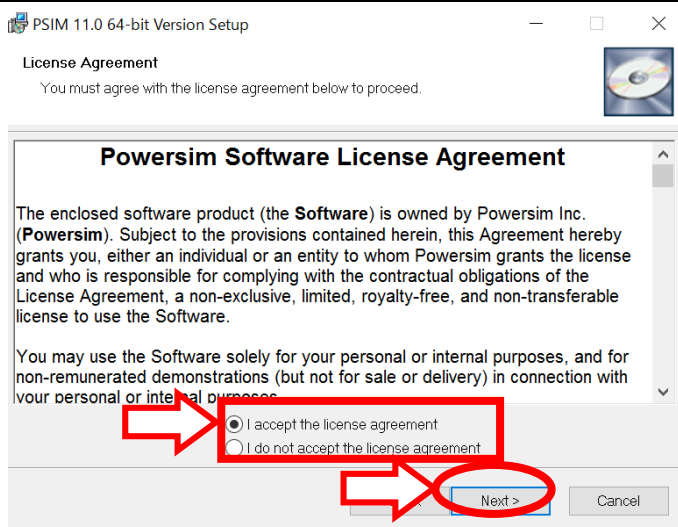 PSIM 11.0 64-bit Version Setup
License Agreement
You must agree with the license agreement below to proceed.
Powersim Software License Agreement
The enclosed software product (the Software) is owned by Powersim Inc.
(Powersim). Subject to the provisions contained herein, this Agreement hereby
grants you, either an individual or an entity to whom Powersim grants the license
and who is responsible for complying with the contractual obligations of the
License Agreement, a non-exclusive, limited, royalty-free, and non-transferable
license to use the Software.
You may use the Software solely for your personal or internal purposes, and for
non-remunerated demonstrations (but not for sale or delivery) in connection with
your personal or internal purposes
I accept the license agreement
I do not accept the license agreement
Next >
Cancel